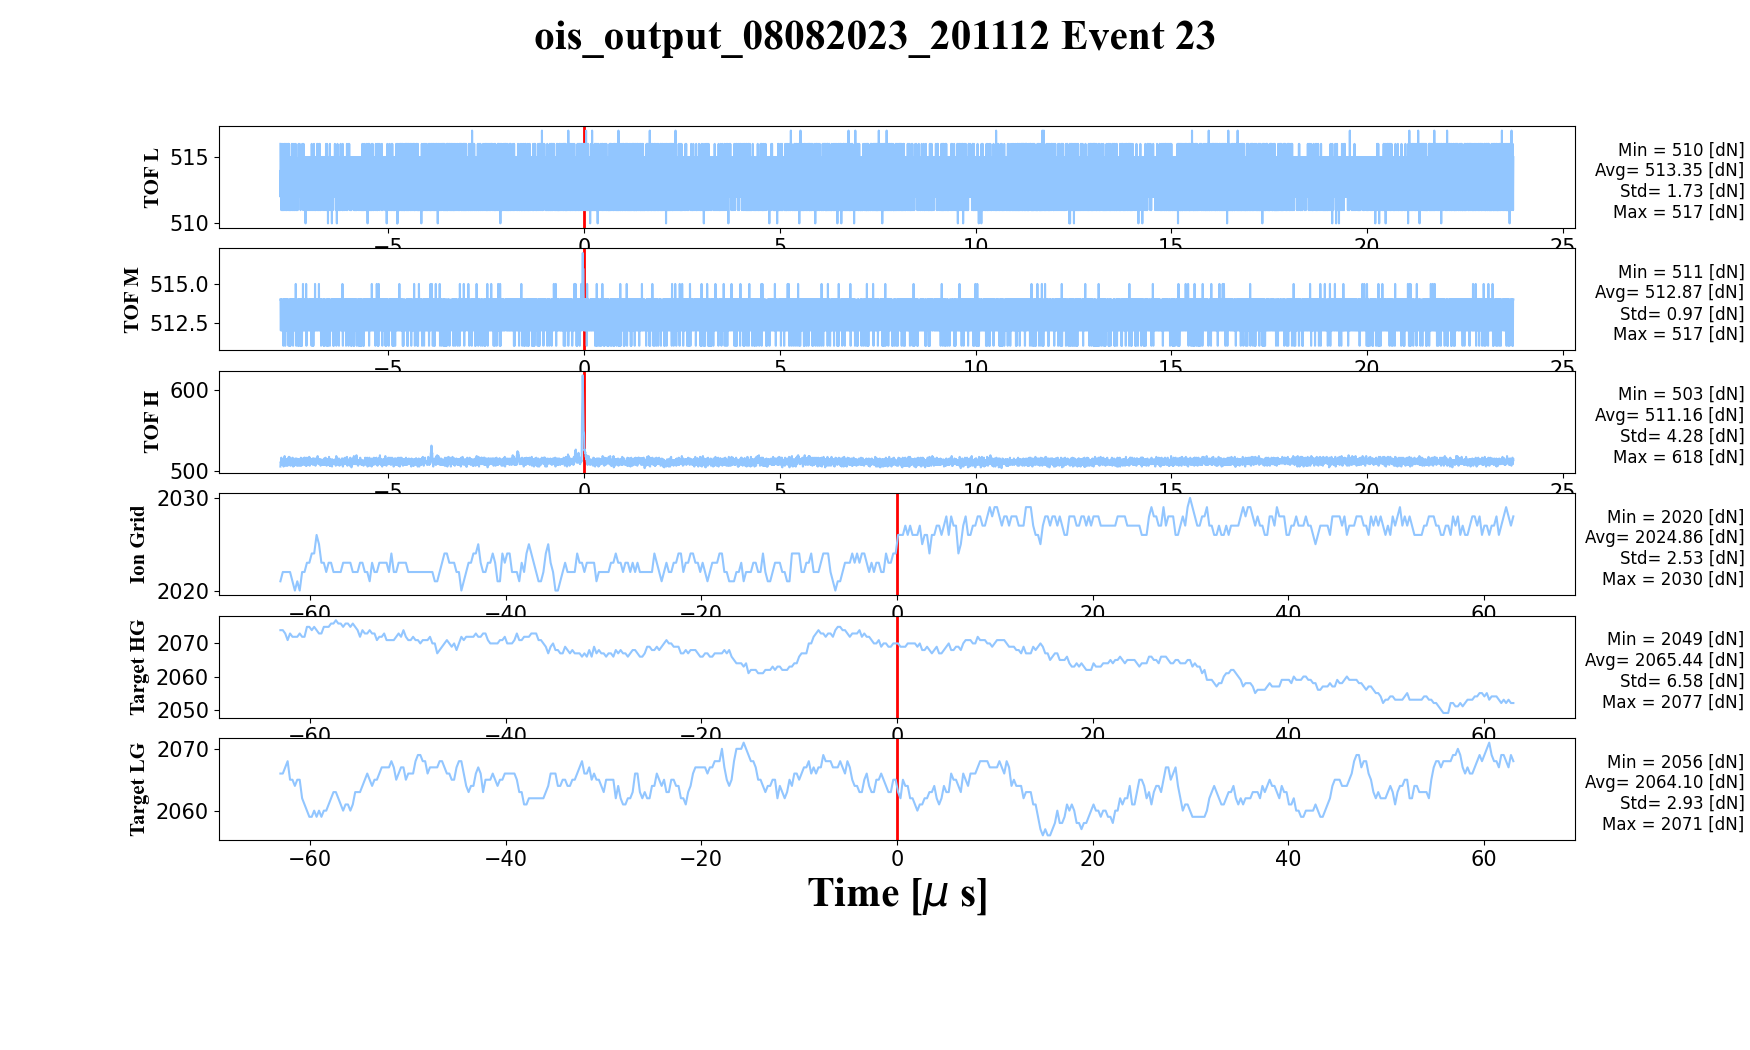 ois_output_08082023_201112 Event 23
TOF L
515
510
−5
0
5
10
15
20
25
Min = 510 [dN]
Avg= 513.35 [dN]
Std= 1.73 [dN]
Max = 517 [dN]
TOF M
515.0
512.5
−5
0
5
10
15
20
25
Min = 511 [dN]
Avg= 512.87 [dN]
Std= 0.97 [dN]
Max = 517 [dN]
TOF H
600
500
−5
0
5
10
15
20
25
Min = 503 [dN]
Avg= 511.16 [dN]
Std= 4.28 [dN]
Max = 618 [dN]
Ion Grid
2030
2020
−60
−40
−20
0
20
40
60
Min = 2020 [dN]
Avg= 2024.86 [dN]
Std= 2.53 [dN]
Max = 2030 [dN]
Target HG
2070
2060
2050
−60
−40
−20
0
20
40
60
Min = 2049 [dN]
Avg= 2065.44 [dN]
Std= 6.58 [dN]
Max = 2077 [dN]
Target LG
2070
2060
−60
−40
−20
0
20
40
60
Min = 2056 [dN]
Avg= 2064.10 [dN]
Std= 2.93 [dN]
Max = 2071 [dN]
Time [μ s]